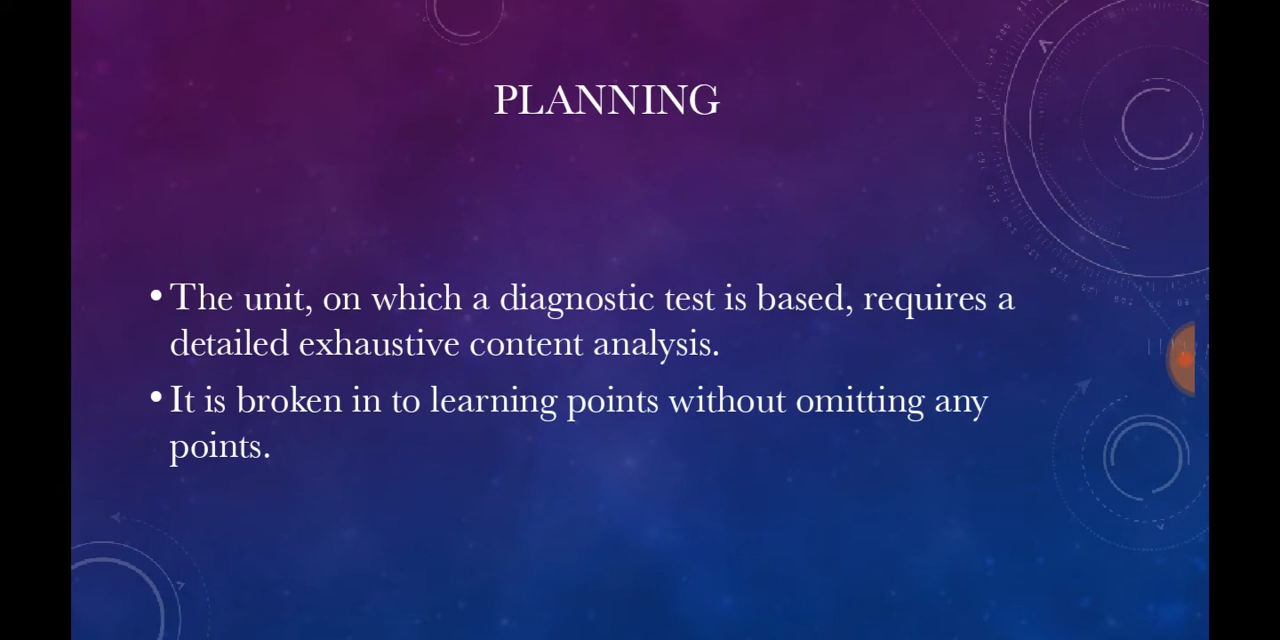 PLANNING
• The unit, on which a diagnostic test is based, requires a
detailed exhaustive content analysis.
• It is broken in to learning points without omitting any
points.